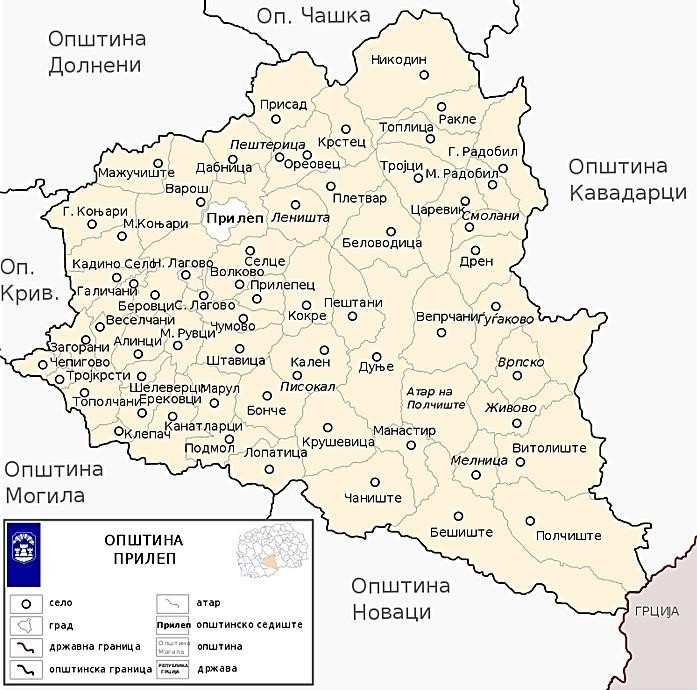 Оп. Чашка
Општина
Долнени
Никодин
Присад
Ракле
Топлица
Крстец
Пештерица
Ореовец
Г. Радобил
Општина
Кавадарци
Дабница
Тројци
М. Радобил
Мажучиште
Варош
Плетвар
Царевиќ
Смолани
Г. Коњари
М.Коњари
Прилеп
Леништа
Беловодица
Дрен
Оп.
Крив.
Кадино Село
Н. Лагово
Селце
Волково
Галичани
Прилепец
Беровци
С. Лагово
Пештани
Кокре
Вепрчани
Ѓуѓаково
Веселчани
Чумово
М. Рувци
Загорани
Алинци
Штавица
Кален
Дуње
Врпско
Чепигово
Тројкрсти
Шелеверци
Марул
Писокал
Атар на
Полчиште
Тополчани
Ерековци
Бонче
Живово
Клепач
Канатларци
Крушевица
Манастир
Подмол
Лопатица
Мелница
Витолиште
Општина
Могила
Чаниште
Бешиште
Полчиште
Општина
Новаци
ГРЦИЈА
ОПШТИНА
ПРИЛЕП
село
атар
град
Прилеп
општинско седиште
државна граница
Општина
Могила
општина
општинска граница
РЕПУБЛИКА
ГРЦИЈА
држава